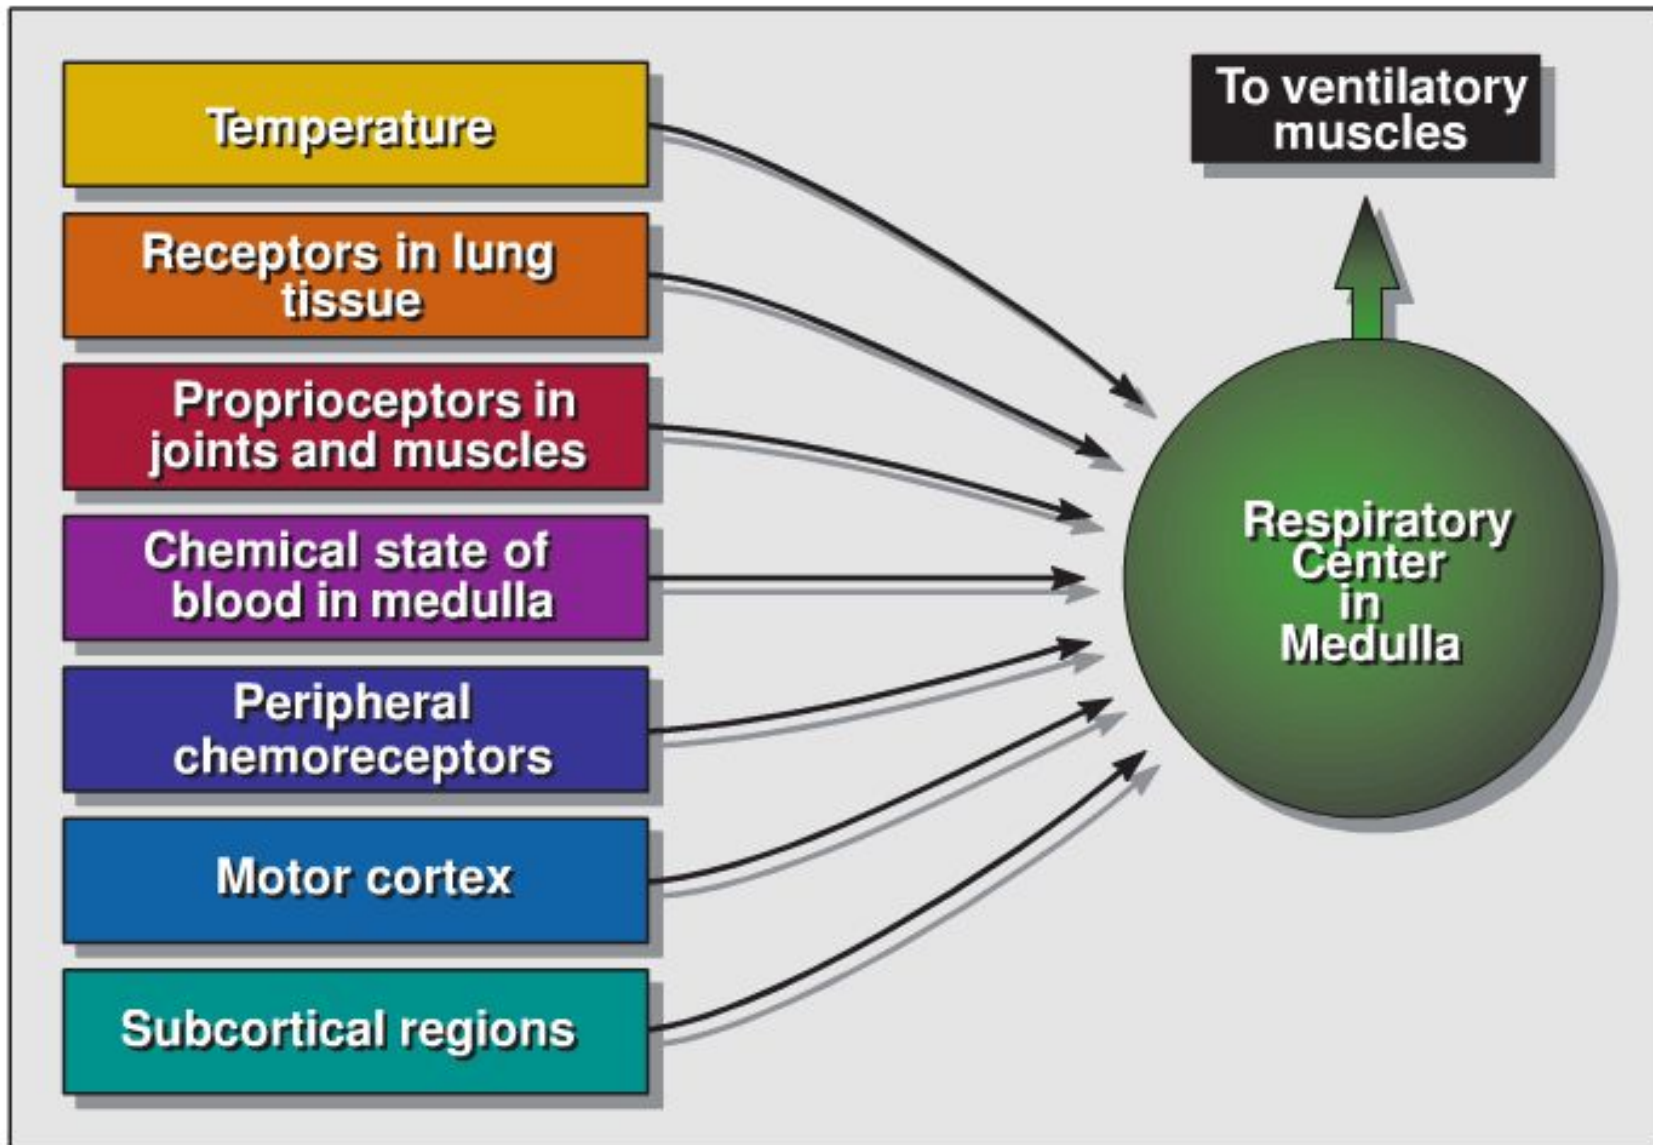 Temperature
Receptors in lung
tissue
Proprioceptors in
joints and muscles
Chemical state of
blood in medulla
Peripheral
chemoreceptors
Motor cortex
Subcortical regions
To ventilatory
muscles
Respiratory
Center
in
Medulla